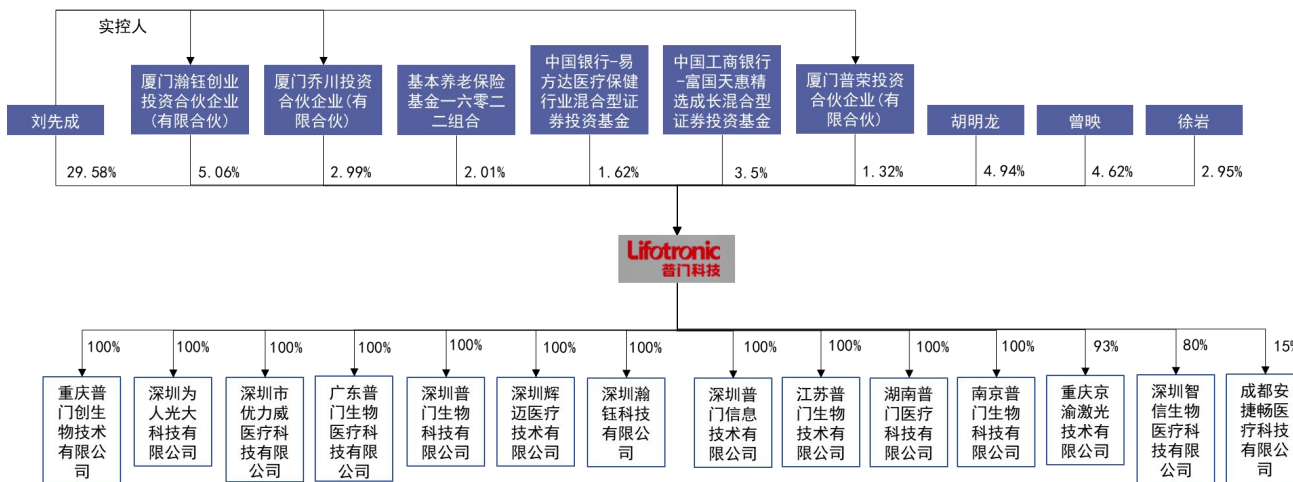 实控人
刘先成
厦门瀚钰创业
投资合伙企业
(有限合伙)
厦门乔川投资
合伙企业(有
限合伙)
基本养老保险
基金一六零二
二组合
中国银行-易
方达医疗保健
行业混合型证
券投资基金
中国工商银行
-富国天惠精
选成长混合型
证券投资基金
厦门普荣投资
合伙企业(有
限合伙)
胡明龙
曾映
徐岩
29.58%
5.06%
2.99%
2.01%
1.62%
3.5%
1.32%
4.94%
4.62%
2.95%
Lifotronic
普门科技
100%
100%
100%
100%
100%
100%
100%
100%
100%
100%
100%
93%
80%
15%
重庆普
门创生
物技术
有限公
司
深圳为
人光大
科技有
限公司
深圳市
优力威
医疗科
技有限
公司
广东普
门生物
医疗科
技有限
公司
深圳普
门生物
科技有
限公司
深圳辉
迈医疗
技术有
限公司
深圳瀚
钰科技
有限公
司
深圳普
门信息
技术有
限公司
江苏普
门生物
科技有
限公司
湖南普
门医疗
科技有
限公司
南京普
门生物
科技有
限公司
重庆京
渝激光
技术有
限公司
深圳智
信生物
医疗科
技有限
公司
成都安
捷畅医
疗科技
有限公
司